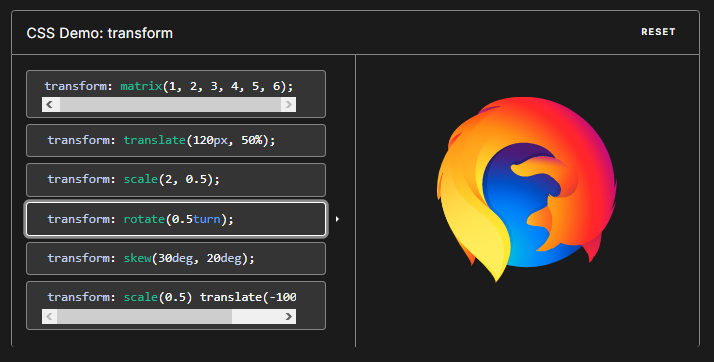 CSS Demo: transform
RESET
transform: matrix(1, 2, 3, 4, 5, 6);
transform: translate(120px, 50%);
transform: scale(2, 0.5);
transform: rotate(0.5turn);
transform: skew(30deg, 20deg);
transform: scale(0.5) translate(-100